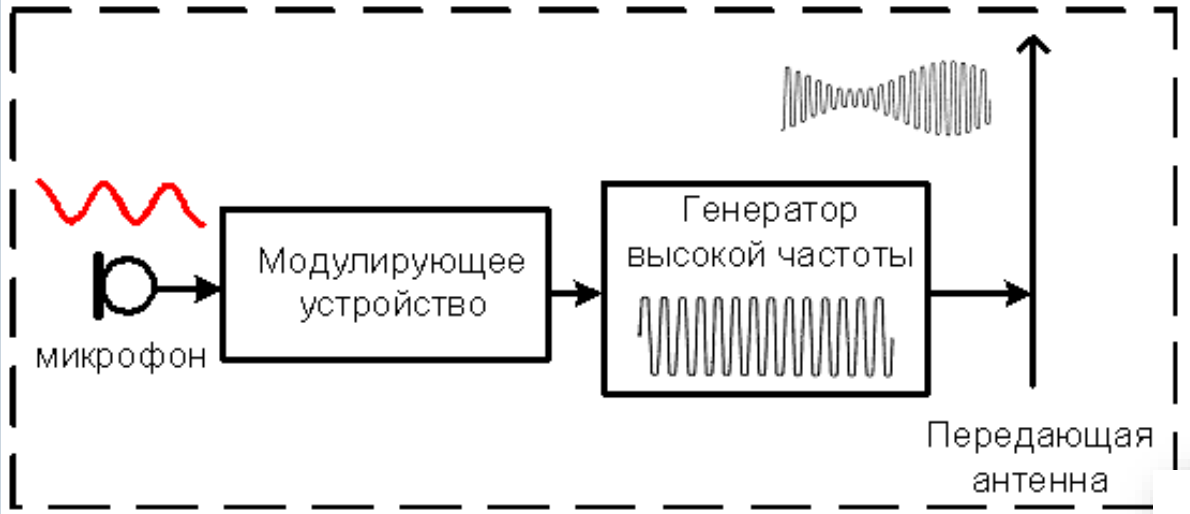 Генератор
высокой частоты
Модулирующее
устройство
микрофон
Передающая
антенна